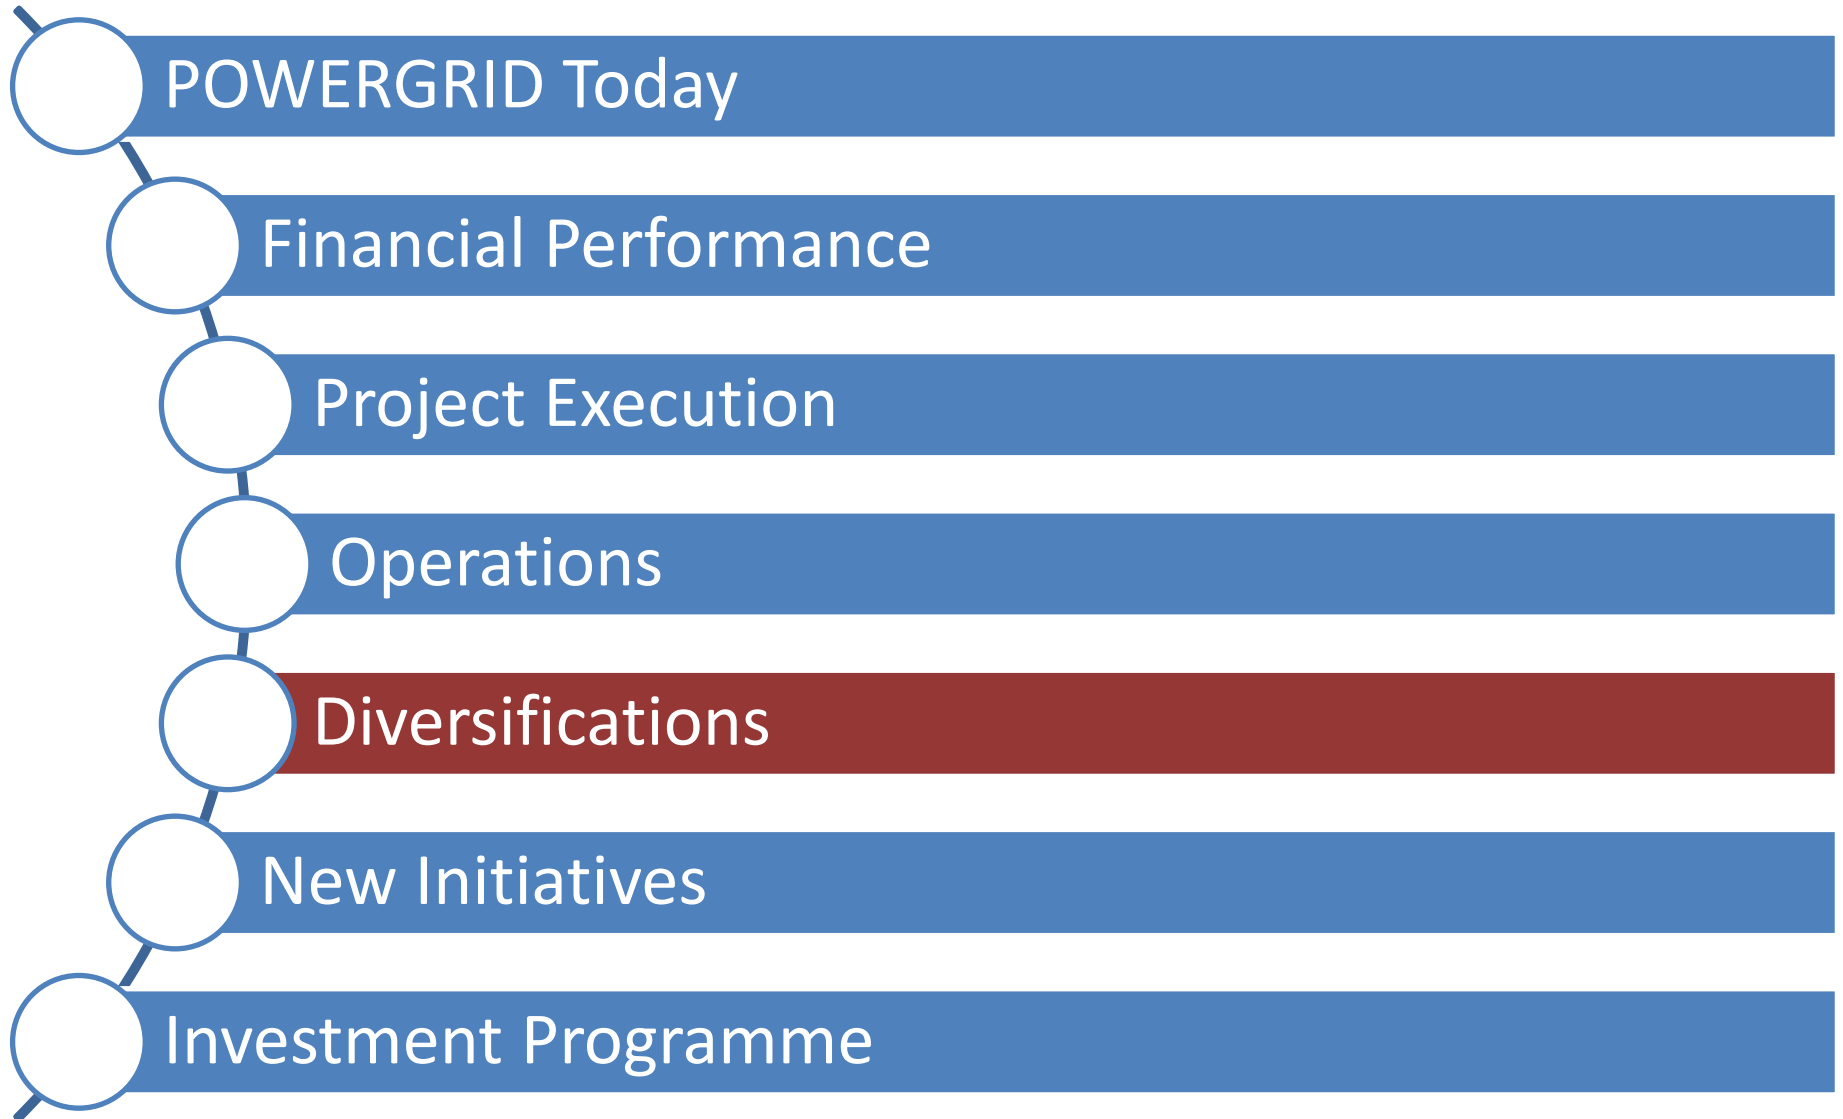 POWERGRID Today
Financial Performance
Project Execution
Operations
Diversifications
New Initiatives
Investment Programme